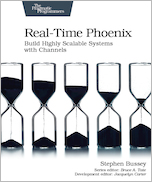 The
Pragmatic
Programmers
Real-Time Phoenix
Build Highly Scalable Systems
with Channels
Stephen Bussey
Series editor: Bruce A. Tate
Development editor: Jacquelyn Carter